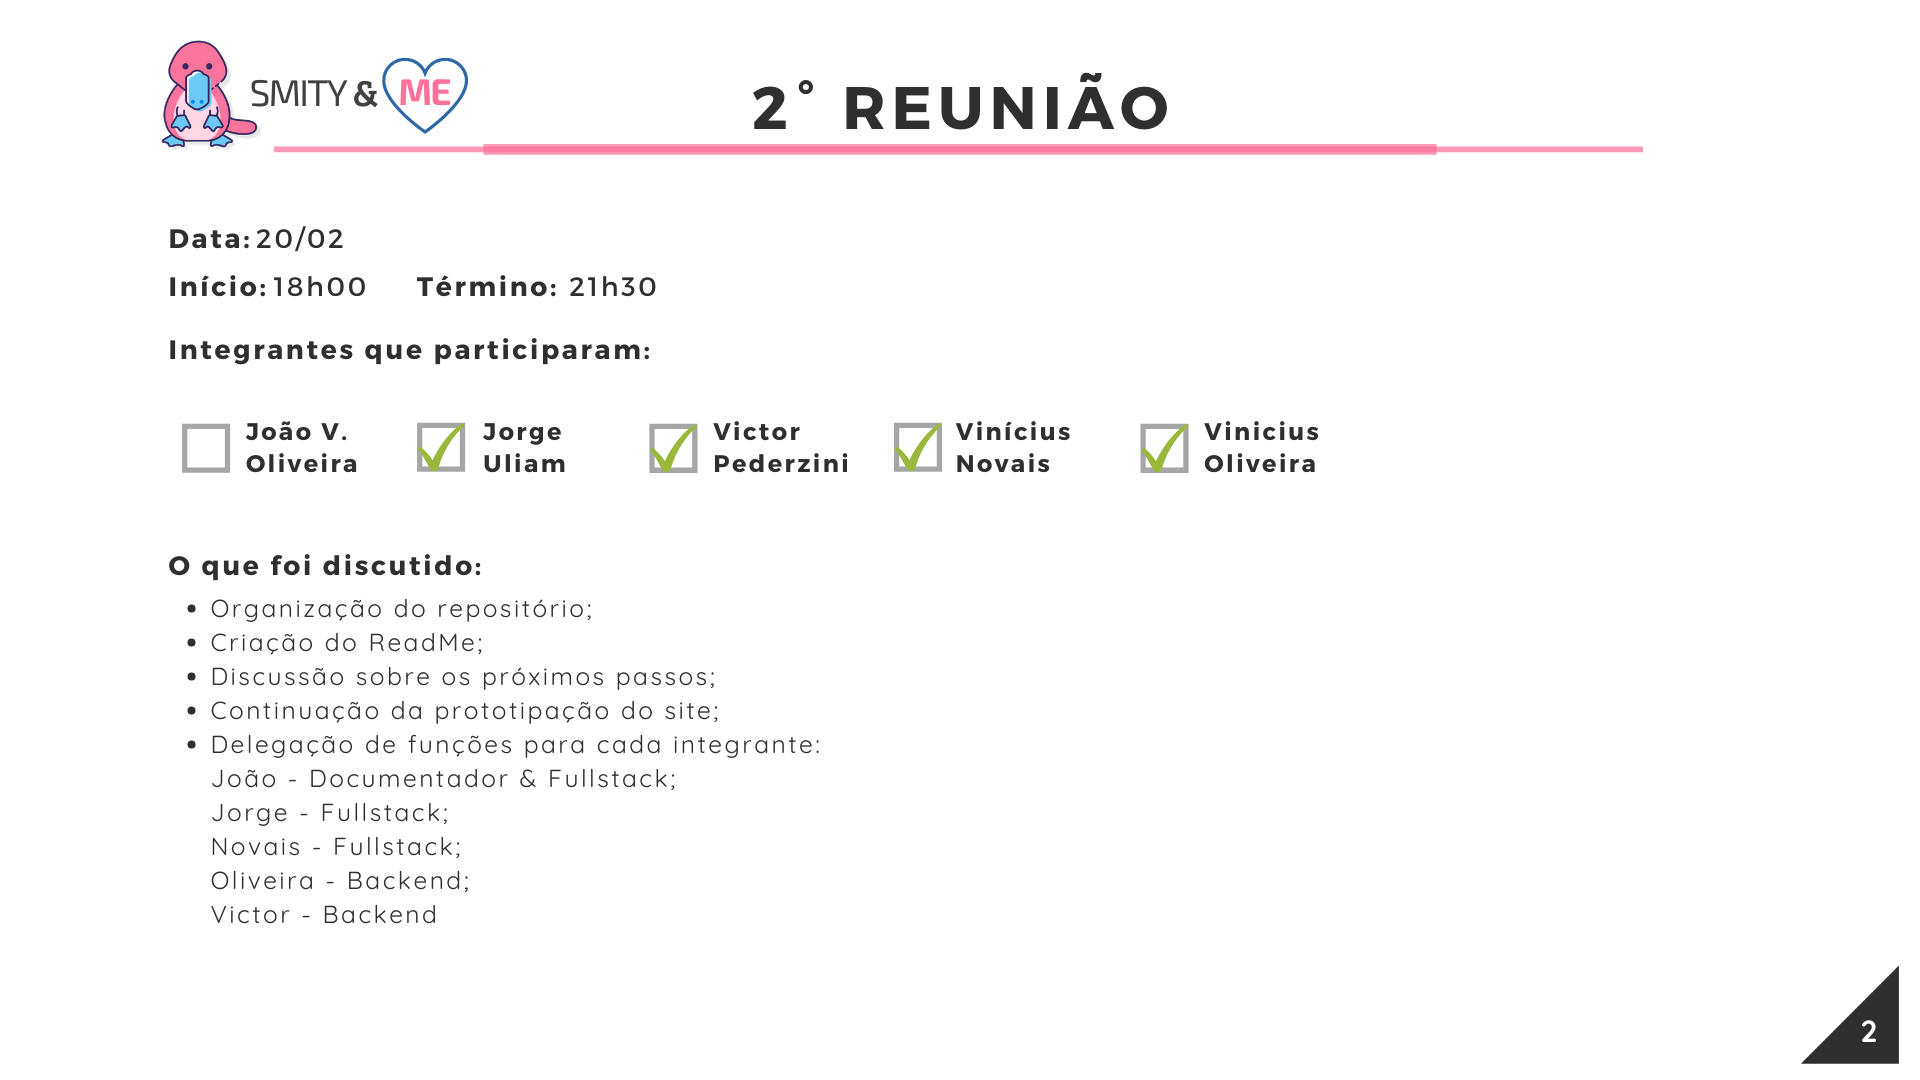 SMITY & ME
2° REUNIÃO
Data: 20/02
Início: 18h00 Término: 21h30
Integrantes que participaram:
João V.
Oliveira
Jorge
Uliam
Victor
Pederzini
Vinícius
Novais
Vinicius
Oliveira
O que foi discutido:
• Organização do repositório;
• Criação do ReadMe;
• Discussão sobre os próximos passos;
• Continuação da prototipação do site;
• Delegação de funções para cada integrante:
João - Documentador & Fullstack;
Jorge - Fullstack;
Novais - Fullstack;
Oliveira - Backend;
Victor - Backend
2